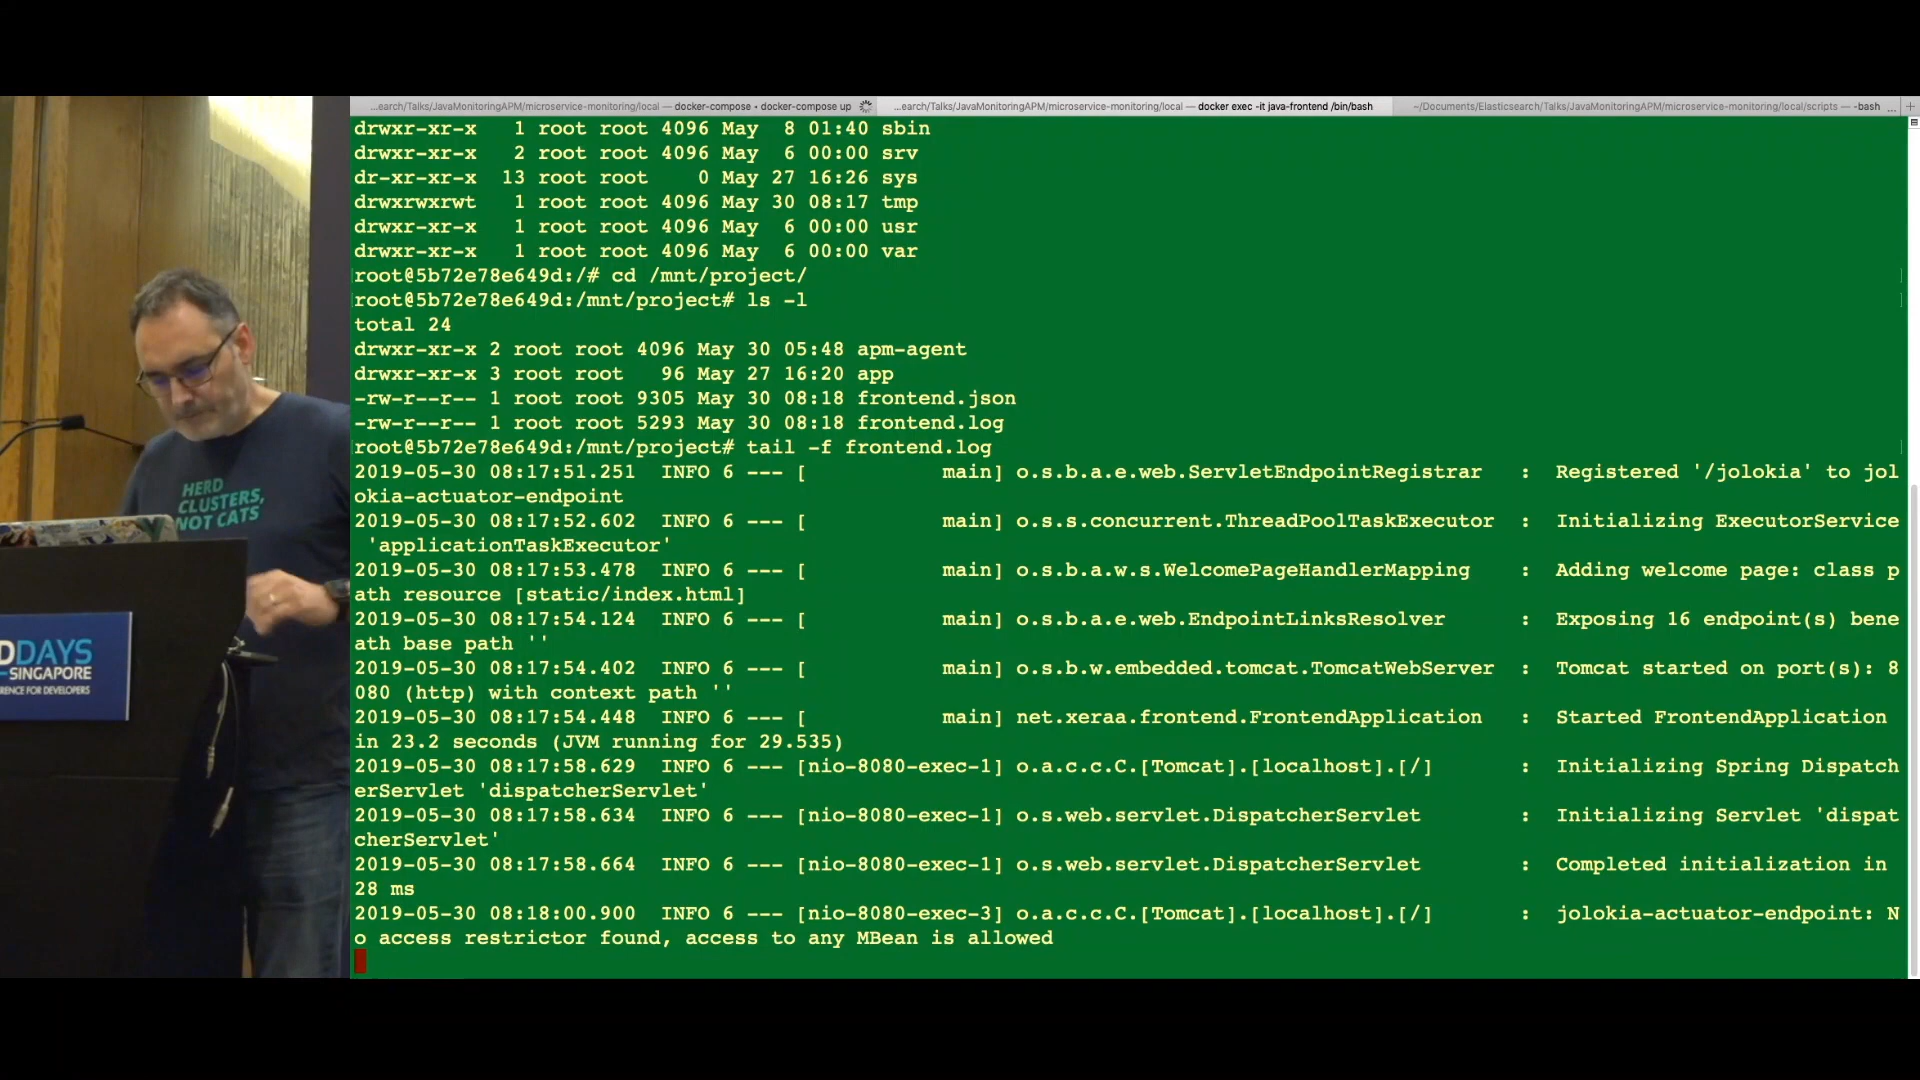 ...earch/Talks/JavaMonitoringAPM/microservice-monitoring/local — docker-compose • docker-compose up
...earch/Talks/JavaMonitoringAPM/microservice-monitoring/local — docker exec -it java-frontend /bin/bash
~/Documents/Elasticsearch/Talks/JavaMonitoringAPM/microservice-monitoring/local/scripts — -bash ...
drwxr-xr-x   1 root root 4096 May  8 01:40 sbin
drwxr-xr-x   2 root root 4096 May  6 00:00 srv
dr-xr-xr-x  13 root root    0 May 27 16:26 sys
drwxrwxrwt   1 root root 4096 May 30 08:17 tmp
drwxr-xr-x   1 root root 4096 May  6 00:00 usr
drwxr-xr-x   1 root root 4096 May  6 00:00 var
root@5b72e78e649d:/# cd /mnt/project/
root@5b72e78e649d:/mnt/project# ls -l
total 24
drwxr-xr-x 2 root root 4096 May 30 05:48 apm-agent
drwxr-xr-x 3 root root   96 May 27 16:20 app
-rw-r--r-- 1 root root 9305 May 30 08:18 frontend.json
-rw-r--r-- 1 root root 5293 May 30 08:18 frontend.log
root@5b72e78e649d:/mnt/project# tail -f frontend.log
2019-05-30 08:17:51.251  INFO 6 --- [           main] o.s.b.a.e.web.ServletEndpointRegistrar   :  Registered '/jolokia' to jol
okia-actuator-endpoint
2019-05-30 08:17:52.602  INFO 6 --- [           main] o.s.s.concurrent.ThreadPoolTaskExecutor  :  Initializing ExecutorService
 'applicationTaskExecutor'
2019-05-30 08:17:53.478  INFO 6 --- [           main] o.s.b.a.w.s.WelcomePageHandlerMapping    :  Adding welcome page: class p
ath resource [static/index.html]
2019-05-30 08:17:54.124  INFO 6 --- [           main] o.s.b.a.e.web.EndpointLinksResolver      :  Exposing 16 endpoint(s) bene
ath base path ''
2019-05-30 08:17:54.402  INFO 6 --- [           main] o.s.b.w.embedded.tomcat.TomcatWebServer  :  Tomcat started on port(s): 8
080 (http) with context path ''
2019-05-30 08:17:54.448  INFO 6 --- [           main] net.xeraa.frontend.FrontendApplication   :  Started FrontendApplication
in 23.2 seconds (JVM running for 29.535)
2019-05-30 08:17:58.629  INFO 6 --- [nio-8080-exec-1] o.a.c.c.C.[Tomcat].[localhost].[/]       :  Initializing Spring Dispatch
erServlet 'dispatcherServlet'
2019-05-30 08:17:58.634  INFO 6 --- [nio-8080-exec-1] o.s.web.servlet.DispatcherServlet        :  Initializing Servlet 'dispat
cherServlet'
2019-05-30 08:17:58.664  INFO 6 --- [nio-8080-exec-1] o.s.web.servlet.DispatcherServlet        :  Completed initialization in
28 ms
2019-05-30 08:18:00.900  INFO 6 --- [nio-8080-exec-3] o.a.c.c.C.[Tomcat].[localhost].[/]       :  jolokia-actuator-endpoint: N
o access restrictor found, access to any MBean is allowed
HERD
CLUSTERS,
NOT CATS
DDAYS
SINGAPORE
ERENCE FOR DEVELOPERS